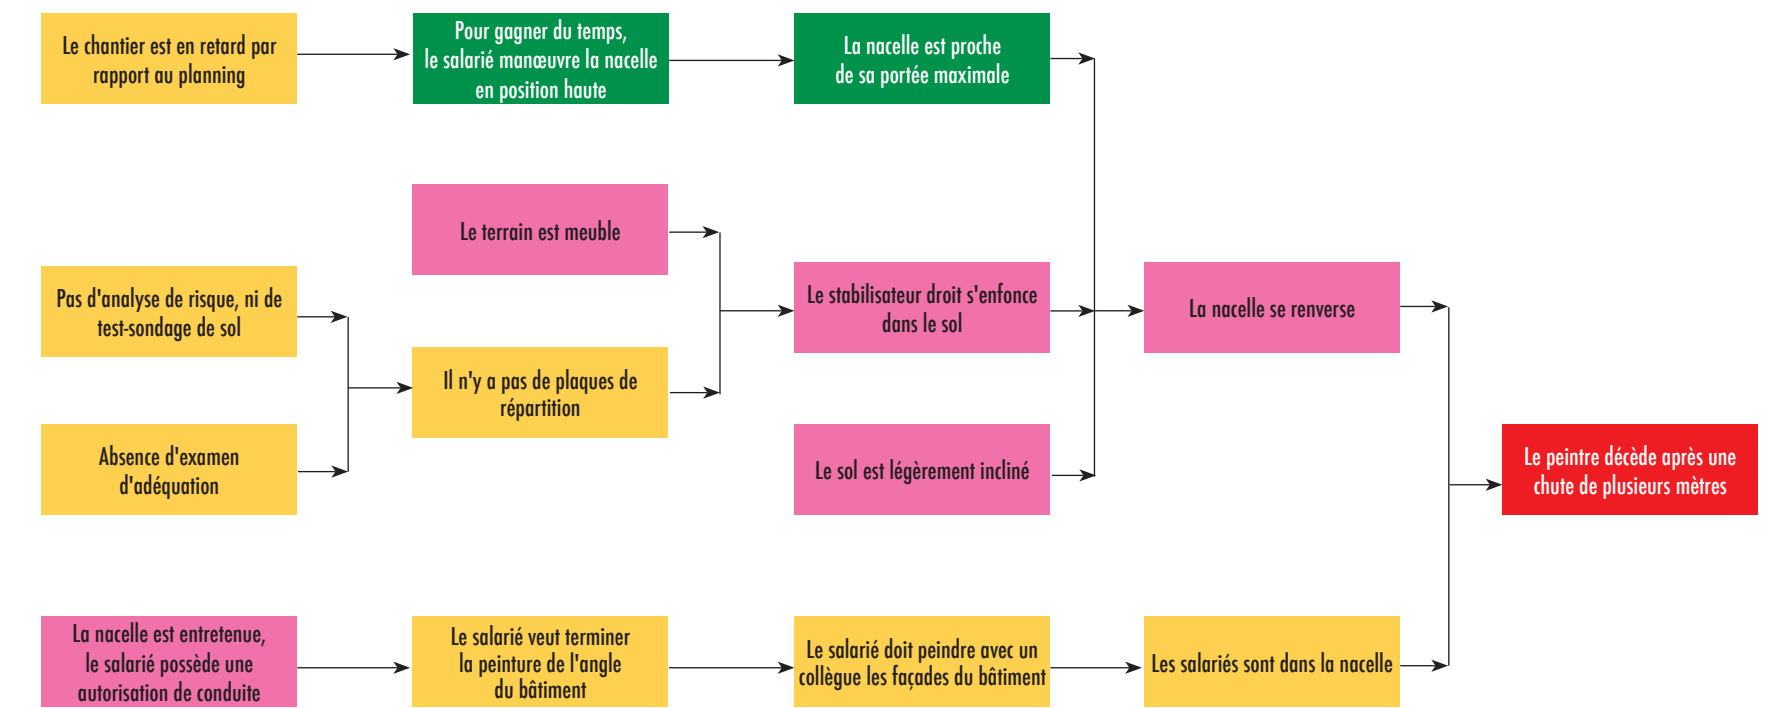 Le chantier est en retard par
rapport au planning
Pour gagner du temps,
le salarié manœuvre la nacelle
en position haute
La nacelle est proche
de sa portée maximale
Le terrain est meuble
Pas d'analyse de risque, ni de
test-sondage de sol
Le stabilisateur droit s'enfonce
dans le sol
La nacelle se renverse
Il n'y a pas de plaques de
répartition
Absence d'examen
d'adéquation
Le sol est légèrement incliné
Le peintre décède après une
chute de plusieurs mètres
La nacelle est entretenue,
le salarié possède une
autorisation de conduite
Le salarié veut terminer
la peinture de l'angle
du bâtiment
Le salarié doit peindre avec un
collègue les façades du bâtiment
Les salariés sont dans la nacelle